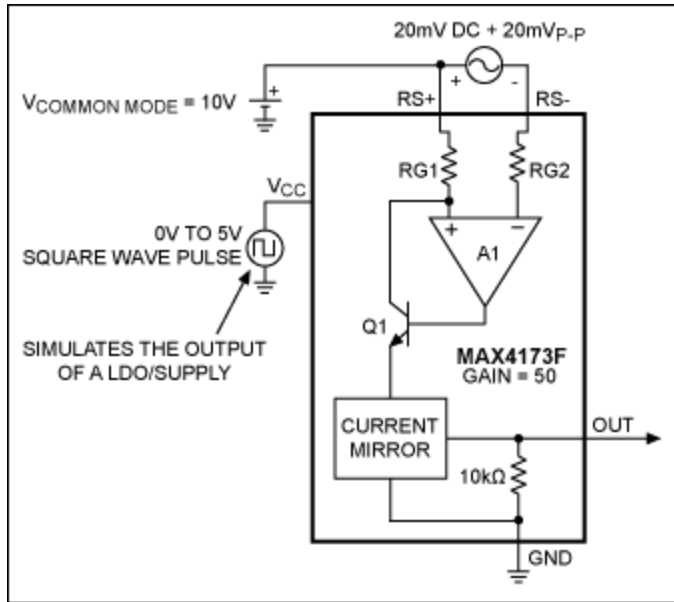 20mV DC + 20mVP-P
+ -
RS+ RS-
+
VCOMMON MODE = 10V
RG1 RG2
VCC
0V TO 5V
SQUARE WAVE PULSE
+ −
A1
Q1
SIMULATES THE OUTPUT
OF A LDO/SUPPLY
MAX4173F
GAIN = 50
CURRENT
MIRROR
OUT
10kΩ
GND